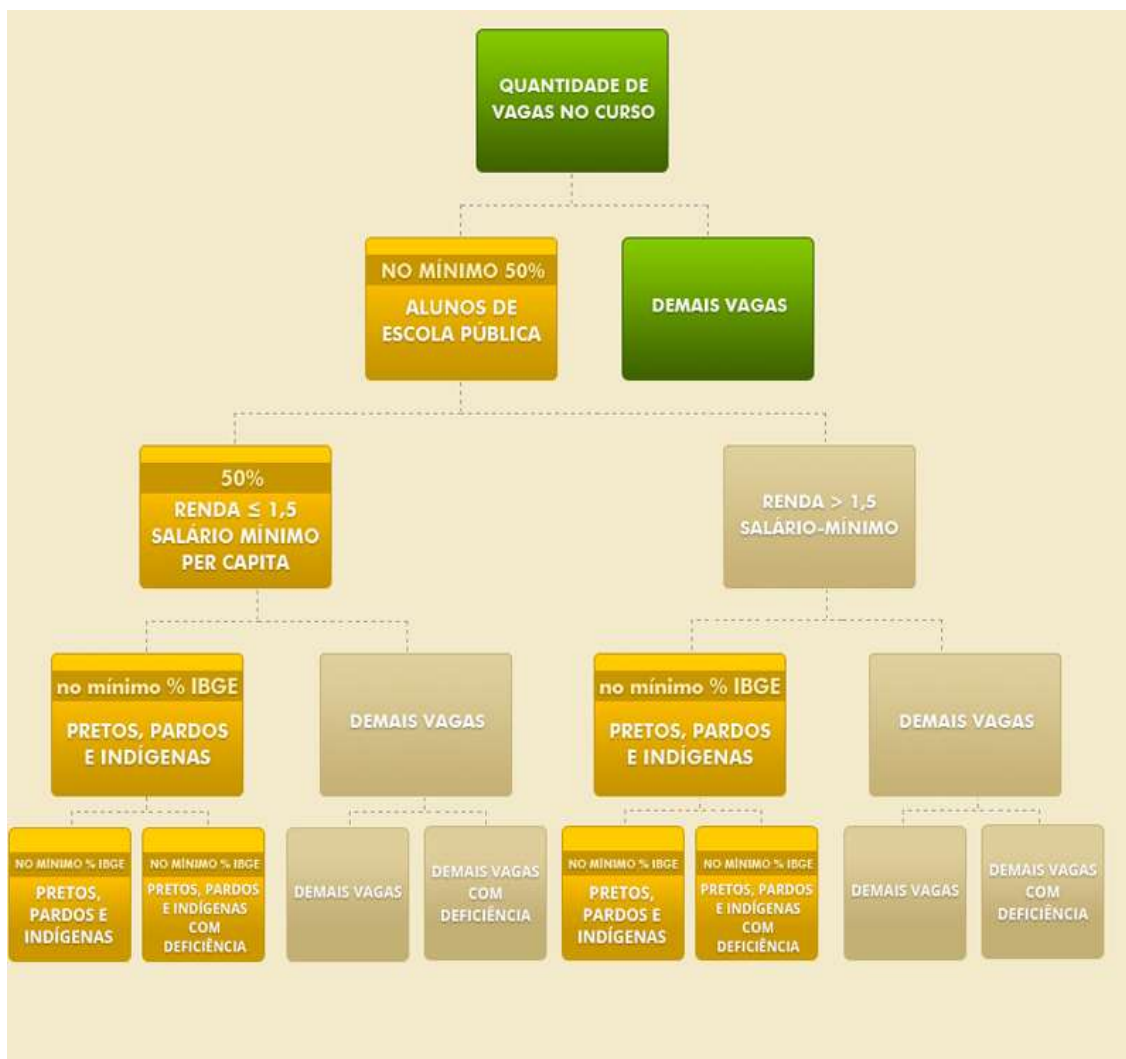 QUANTIDADE DE
VAGAS NO CURSO
NO MÍNIMO 50%
ALUNOS DE
ESCOLA PÚBLICA
DEMAIS VAGAS
50%
RENDA ≤ 1,5
SALÁRIO MÍNIMO
PER CAPITA
RENDA > 1,5
SALÁRIO-MÍNIMO
no mínimo % IBGE
PRETOS, PARDOS
E INDÍGENAS
DEMAIS VAGAS
no mínimo % IBGE
PRETOS, PARDOS
E INDÍGENAS
DEMAIS VAGAS
NO MÍNIMO % IBGE
PRETOS,
PARDOS E
INDÍGENAS
NO MÍNIMO % IBGE
PRETOS, PARDOS
E INDÍGENAS
COM
DEFICIÊNCIA
DEMAIS VAGAS
DEMAIS VAGAS
COM
DEFICIÊNCIA
NO MÍNIMO % IBGE
PRETOS,
PARDOS E
INDÍGENAS
NO MÍNIMO % IBGE
PRETOS, PARDOS
E INDÍGENAS
COM
DEFICIÊNCIA
DEMAIS VAGAS
DEMAIS VAGAS
COM
DEFICIÊNCIA